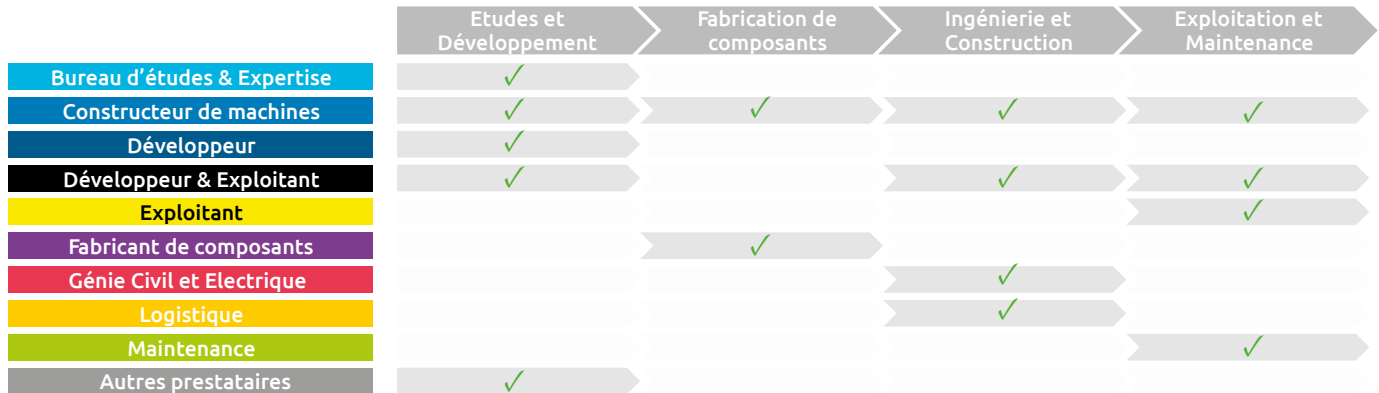 Etudes et
Développement
Fabrication de
composants
Ingénierie et
Construction
Exploitation et
Maintenance
Bureau d'études & Expertise
✓
Constructeur de machines
✓ ✓ ✓ ✓
Développeur
✓
Développeur & Exploitant
✓ ✓ ✓
Exploitant
✓
Fabricant de composants
✓
Génie Civil et Electrique
✓
Logistique
✓
Maintenance
✓
Autres prestataires
✓